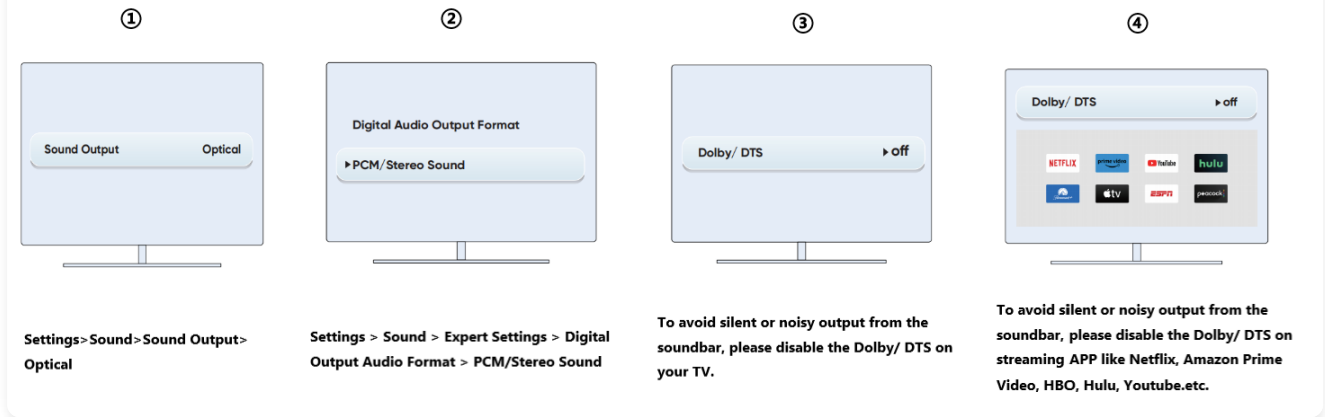 ①
②
③
④
Sound Output Optical
Digital Audio Output Format
▸PCM/Stereo Sound
Dolby/ DTS ▸off
Dolby/ DTS ▸off
NETFLIX prime video YouTube hulu
tv ESPN peacock
Settings>Sound>Sound Output>
Optical
Settings > Sound > Expert Settings > Digital
Output Audio Format > PCM/Stereo Sound
To avoid silent or noisy output from the
soundbar, please disable the Dolby/ DTS on
your TV.
To avoid silent or noisy output from the
soundbar, please disable the Dolby/ DTS on
streaming APP like Netflix, Amazon Prime
Video, HBO, Hulu, Youtube.etc.